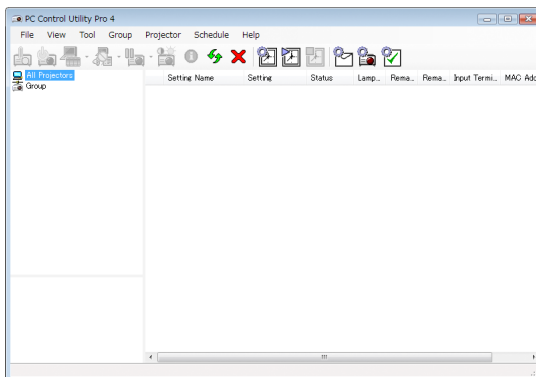 PC Control Utility Pro 4
File View Tool Group Projector Schedule Help
All Projectors
Group
Setting Name Setting Status Lamp... Rema... Rema... Input Termi... MAC Add